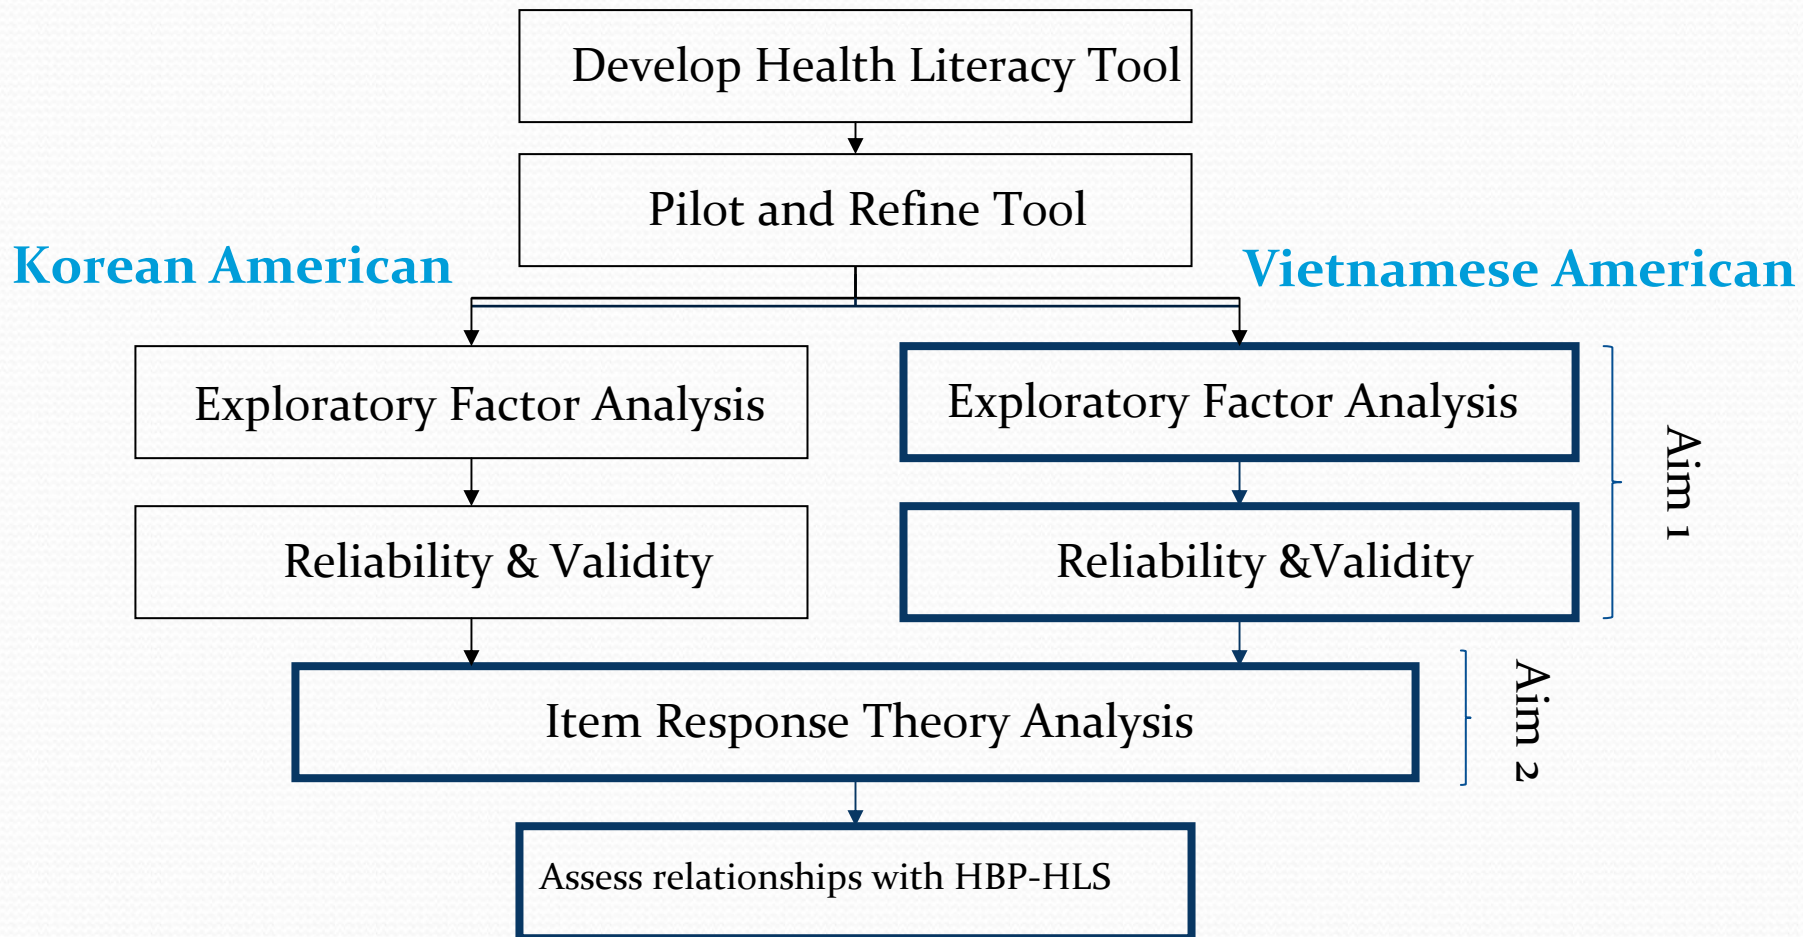 Develop Health Literacy Tool
Pilot and Refine Tool
Korean American
Vietnamese American
Exploratory Factor Analysis
Exploratory Factor Analysis
Aim 1
Reliability & Validity
Reliability &Validity
Item Response Theory Analysis
Aim 2
Assess relationships with HBP-HLS